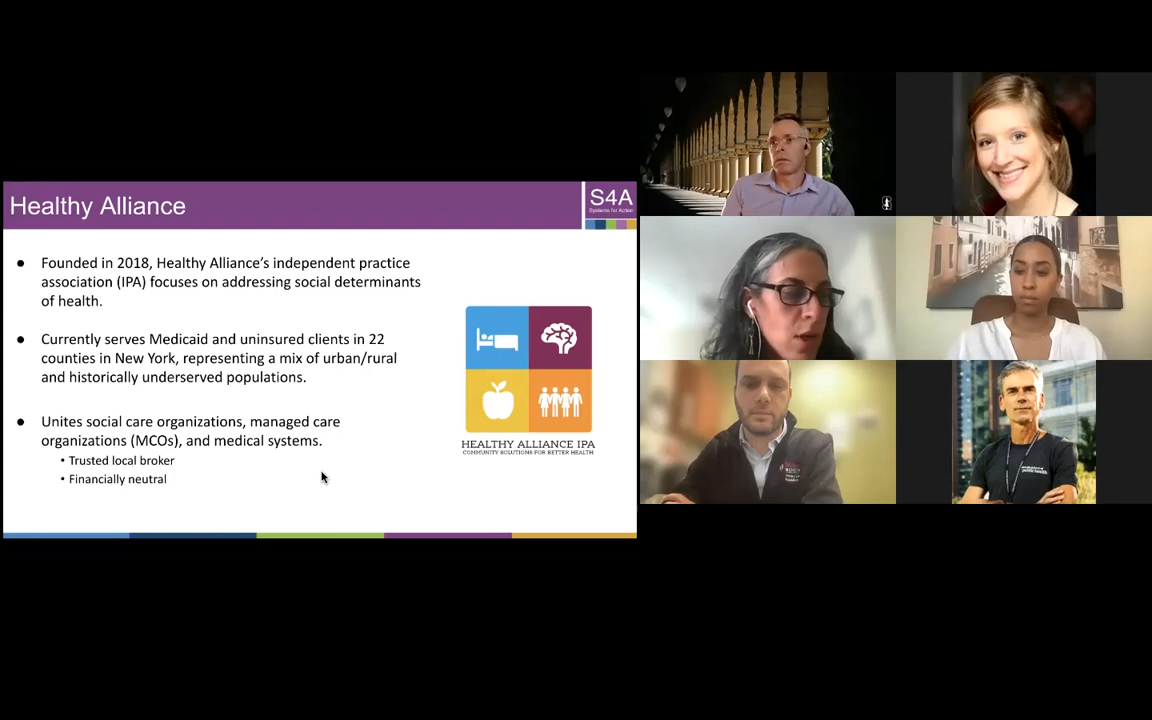 Healthy Alliance
S4A
Systems for Action
● Founded in 2018, Healthy Alliance's independent practice
association (IPA) focuses on addressing social determinants
of health.
● Currently serves Medicaid and uninsured clients in 22
counties in New York, representing a mix of urban/rural
and historically underserved populations.
● Unites social care organizations, managed care
organizations (MCOs), and medical systems.
• Trusted local broker
• Financially neutral
HEALTHY ALLIANCE IPA
COMMUNITY SOLUTIONS FOR BETTER HEALTH
public health